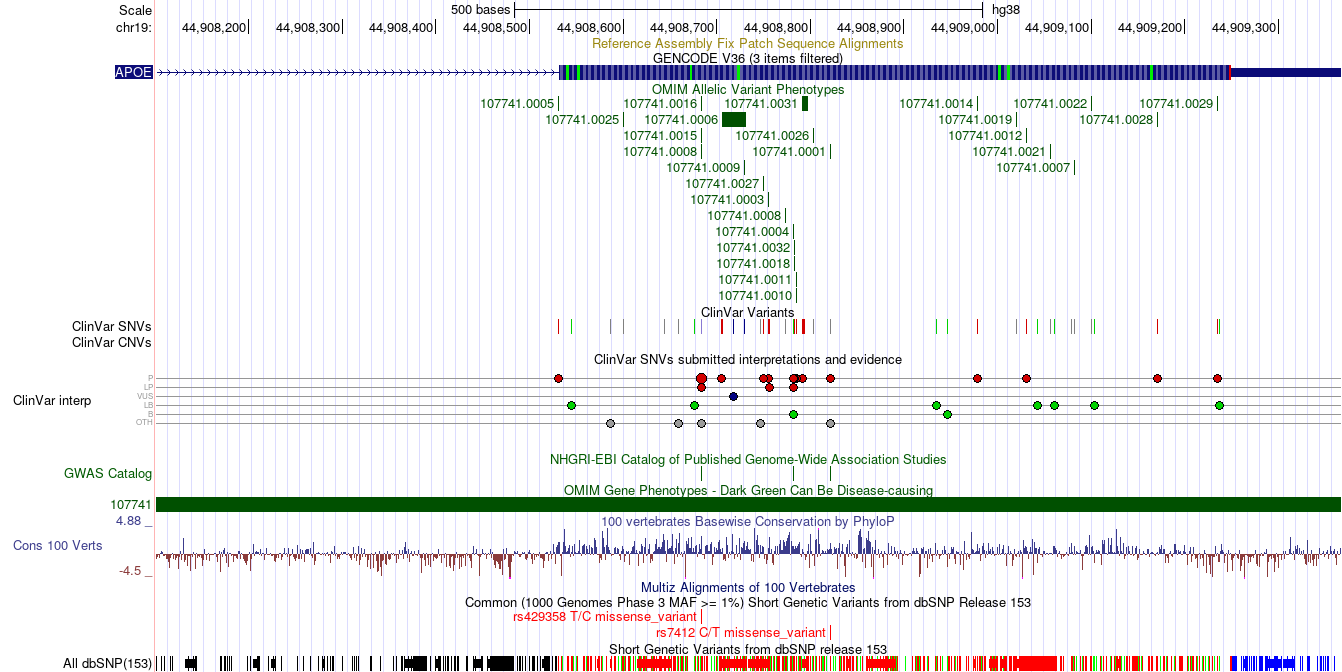 Scale 500 bases hg38
chr19: 44,908,200 44,908,300 44,908,400 44,908,500 44,908,600 44,908,700 44,908,800 44,908,900 44,909,000 44,909,100 44,909,200 44,909,300
Reference Assembly Fix Patch Sequence Alignments
GENCODE V36 (3 items filtered)
APOE
OMIM Allelic Variant Phenotypes
107741.0005 107741.0016 107741.0031 107741.0014 107741.0022 107741.0029
107741.0025 107741.0006 107741.0019 107741.0028
107741.0015 107741.0026 107741.0012
107741.0008 107741.0001 107741.0021
107741.0009 107741.0007
107741.0027
107741.0003
107741.0008
107741.0004
107741.0032
107741.0018
107741.0011
107741.0010
ClinVar Variants
ClinVar SNVs
ClinVar CNVs
ClinVar SNVs submitted interpretations and evidence
P
LP
VUS
ClinVar interp
LB
B
OTH
NHGRI-EBI Catalog of Published Genome-Wide Association Studies
GWAS Catalog
OMIM Gene Phenotypes - Dark Green Can Be Disease-causing
107741
100 vertebrates Basewise Conservation by PhyloP
4.88 _
Cons 100 Verts
-4.5 _
Multiz Alignments of 100 Vertebrates
Common (1000 Genomes Phase 3 MAF >= 1%) Short Genetic Variants from dbSNP Release 153
rs429358 T/C missense_variant
rs7412 C/T missense_variant
Short Genetic Variants from dbSNP release 153
All dbSNP(153)